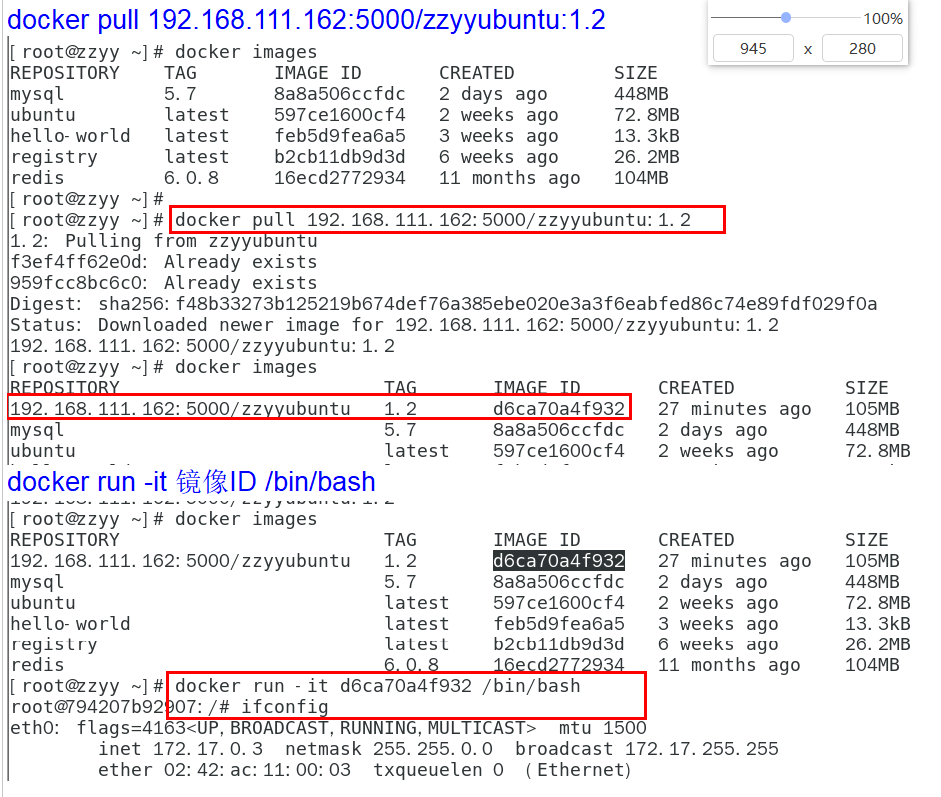 docker pull 192.168.111.162:5000/zzyyubuntu:1.2
100%
945 x 280
[root@zzyy ~]# docker images
REPOSITORY TAG IMAGE ID CREATED SIZE
mysql 5.7 8a8a506ccfdc 2 days ago 448MB
ubuntu latest 597ce1600cf4 2 weeks ago 72.8MB
hello-world latest feb5d9fea6a5 3 weeks ago 13.3kB
registry latest b2cb11db9d3d 6 weeks ago 26.2MB
redis 6.0.8 16ecd2772934 11 months ago 104MB
[root@zzyy ~]#
[root@zzyy ~]# docker pull 192.168.111.162:5000/zzyyubuntu:1.2
1.2: Pulling from zzyyubuntu
f3ef4ff62e0d: Already exists
959fcc8bc6c0: Already exists
Digest: sha256:f48b33273b125219b674def76a385ebe020e3a3f6eabfed86c74e89fdf029f0a
Status: Downloaded newer image for 192.168.111.162:5000/zzyyubuntu:1.2
192.168.111.162:5000/zzyyubuntu:1.2
[root@zzyy ~]# docker images
REPOSITORY TAG IMAGE ID CREATED SIZE
192.168.111.162:5000/zzyyubuntu 1.2 d6ca70a4f932 27 minutes ago 105MB
mysql 5.7 8a8a506ccfdc 2 days ago 448MB
ubuntu latest 597ce1600cf4 2 weeks ago 72.8MB
docker run -it 镜像ID /bin/bash
192.168.111.162:5000/zzyyubuntu:1.2
[root@zzyy ~]# docker images
REPOSITORY TAG IMAGE ID CREATED SIZE
192.168.111.162:5000/zzyyubuntu 1.2 d6ca70a4f932 27 minutes ago 105MB
mysql 5.7 8a8a506ccfdc 2 days ago 448MB
ubuntu latest 597ce1600cf4 2 weeks ago 72.8MB
hello-world latest feb5d9fea6a5 3 weeks ago 13.3kB
registry latest b2cb11db9d3d 6 weeks ago 26.2MB
redis 6.0.8 16ecd2772934 11 months ago 104MB
[root@zzyy ~]# docker run -it d6ca70a4f932 /bin/bash
root@794207b92907:/# ifconfig
eth0: flags=4163<UP,BROADCAST,RUNNING,MULTICAST> mtu 1500
inet 172.17.0.3 netmask 255.255.0.0 broadcast 172.17.255.255
ether 02:42:ac:11:00:03 txqueuelen 0 (Ethernet)